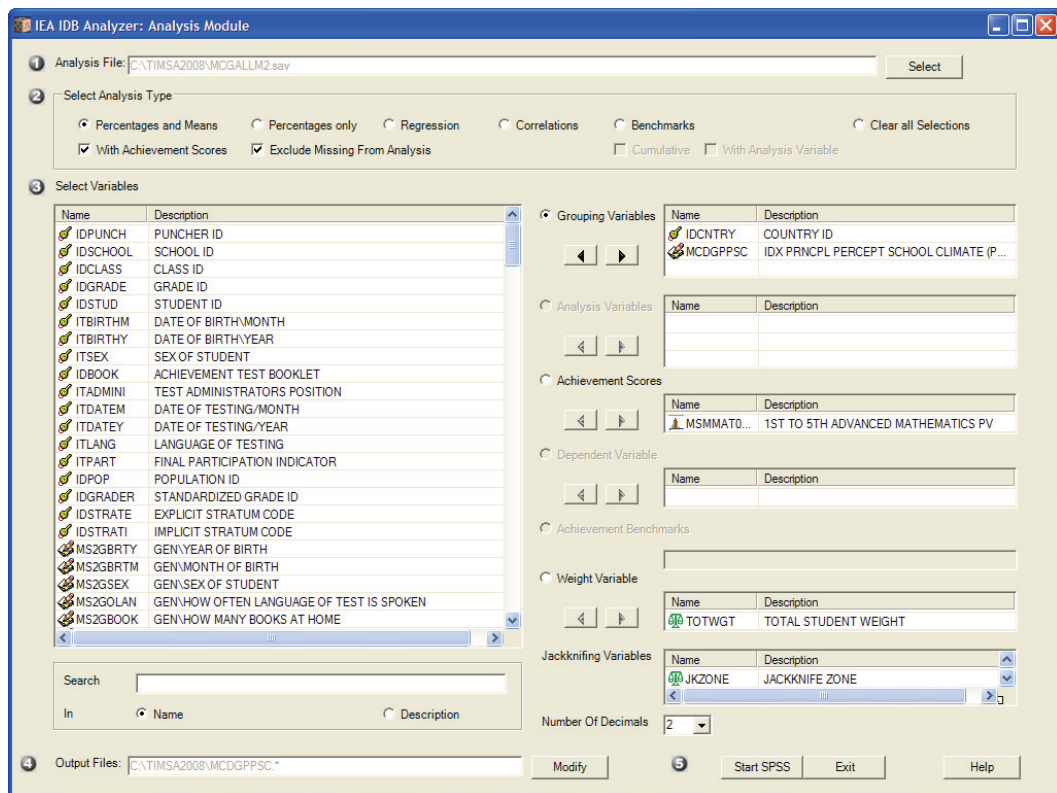 IEA IDB Analyzer: Analysis Module
1 Analysis File: C:\TIMSA2008\MCGALLM2.sav Select
2 Select Analysis Type
Percentages and Means Percentages only Regression Correlations Benchmarks Clear all Selections
With Achievement Scores Exclude Missing From Analysis Cumulative With Analysis Variable
3 Select Variables
Name Description
IDPUNCH PUNCHER ID
IDSCHOOL SCHOOL ID
IDCLASS CLASS ID
IDGRADE GRADE ID
IDSTUD STUDENT ID
ITBIRTHM DATE OF BIRTH\MONTH
ITBIRTHY DATE OF BIRTH\YEAR
ITSEX SEX OF STUDENT
IDBOOK ACHIEVEMENT TEST BOOKLET
ITADMINI TEST ADMINISTRATORS POSITION
ITDATEM DATE OF TESTING/MONTH
ITDATEY DATE OF TESTING/YEAR
ITLANG LANGUAGE OF TESTING
ITPART FINAL PARTICIPATION INDICATOR
IDPOP POPULATION ID
IDGRADER STANDARDIZED GRADE ID
IDSTRATE EXPLICIT STRATUM CODE
IDSTRATI IMPLICIT STRATUM CODE
MS2GBRTY GEN\YEAR OF BIRTH
MS2GBRTM GEN\MONTH OF BIRTH
MS2GSEX GEN\SEX OF STUDENT
MS2GOLAN GEN\HOW OFTEN LANGUAGE OF TEST IS SPOKEN
MS2GBOOK GEN\HOW MANY BOOKS AT HOME
Grouping Variables
Name Description
IDCNTRY COUNTRY ID
MCDGPPSC IDX PRNCPL PERCEPT SCHOOL CLIMATE (P...
Analysis Variables
Name Description
Achievement Scores
Name Description
MSMMAT0... 1ST TO 5TH ADVANCED MATHEMATICS PV
Dependent Variable
Name Description
Achievement Benchmarks
Weight Variable
Name Description
TOTWGT TOTAL STUDENT WEIGHT
Jackknifing Variables
Name Description
JKZONE JACKKNIFE ZONE
Number Of Decimals 2
Search
In Name Description
4 Output Files: C:\TIMSA2008\MCDGPPSC.* Modify
5 Start SPSS Exit Help